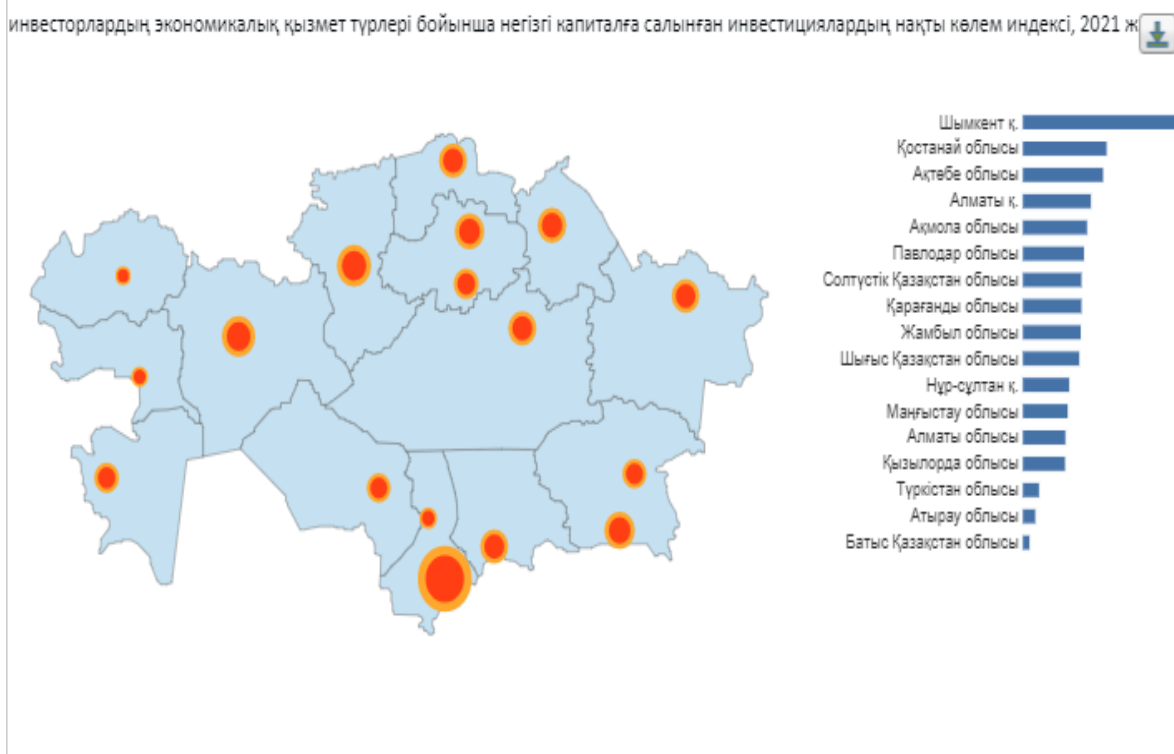 инвесторлардың экономикалық қызмет түрлері бойынша негізгі капиталға салынған инвестициялардың нақты көлем индексі, 2021 ж
Шымкент қ.
Қостанай облысы
Ақтөбе облысы
Алматы қ.
Ақмола облысы
Павлодар облысы
Солтүстік Қазақстан облысы
Қарағанды облысы
Жамбыл облысы
Шығыс Қазақстан облысы
Нұр-сұлтан қ.
Маңғыстау облысы
Алматы облысы
Қызылорда облысы
Түркістан облысы
Атырау облысы
Батыс Қазақстан облысы